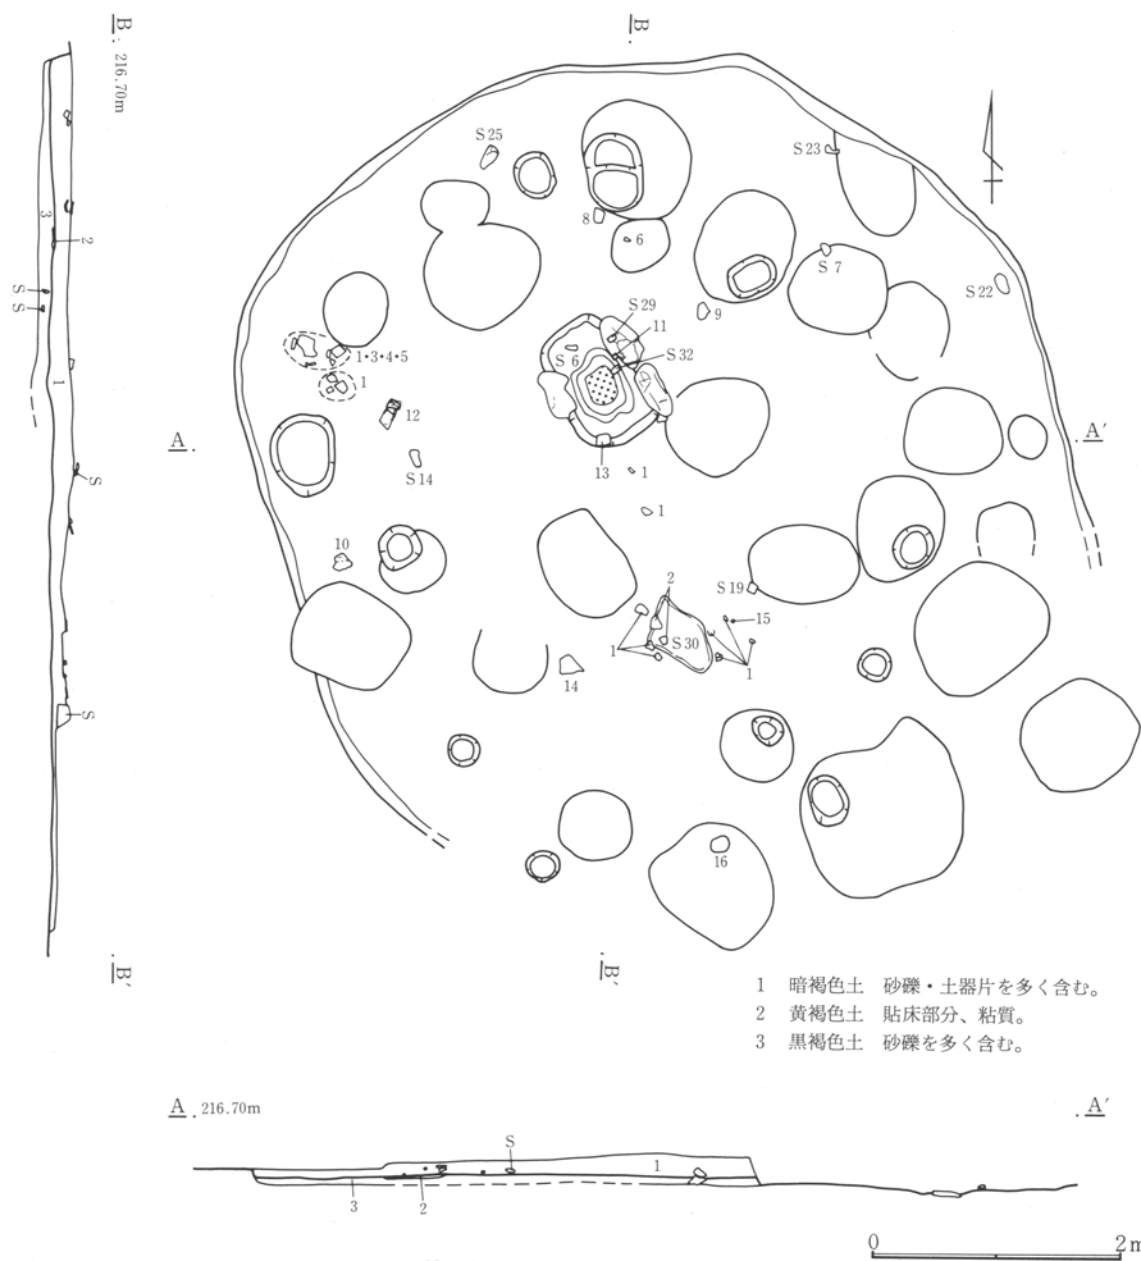 B
216.70m
B
S25
S23
8
6
S7
S22
3
2
S29
11
9
S
S
S6
S32
1・3・4・5
1
1
12
A
A′
S14
13
1
S
1
10
2
S19
15
1
S30
1
14
S
16
B′
B′
1 暗褐色土 砂礫・土器片を多く含む。
2 黄褐色土 貼床部分、粘質。
3 黒褐色土 砂礫を多く含む。
A 216.70m
A′
S
1
3
2
0 2m